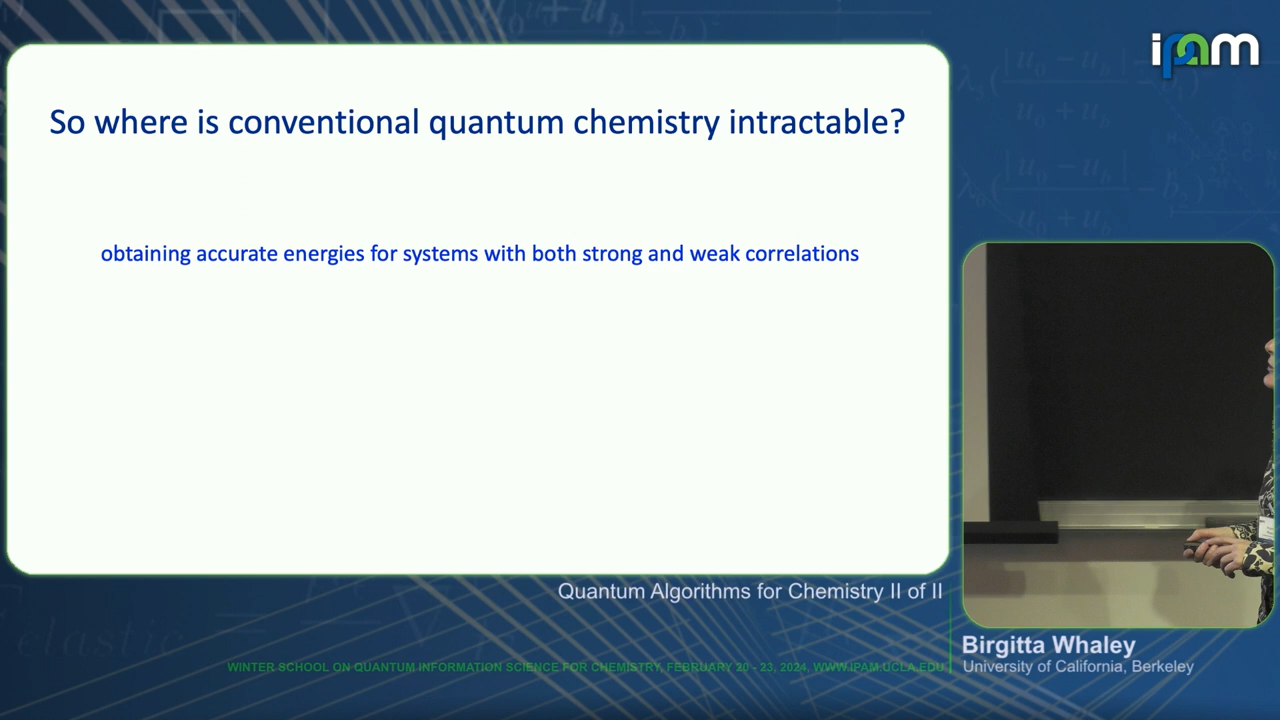 ipam
So where is conventional quantum chemistry intractable?
obtaining accurate energies for systems with both strong and weak correlations
Quantum Algorithms for Chemistry II of II
Birgitta Whaley
University of California, Berkeley
WINTER SCHOOL ON QUANTUM INFORMATION SCIENCE FOR CHEMISTRY, FEBRUARY 20 - 23, 2024, WWW.IPAM.UCLA.EDU
elastic